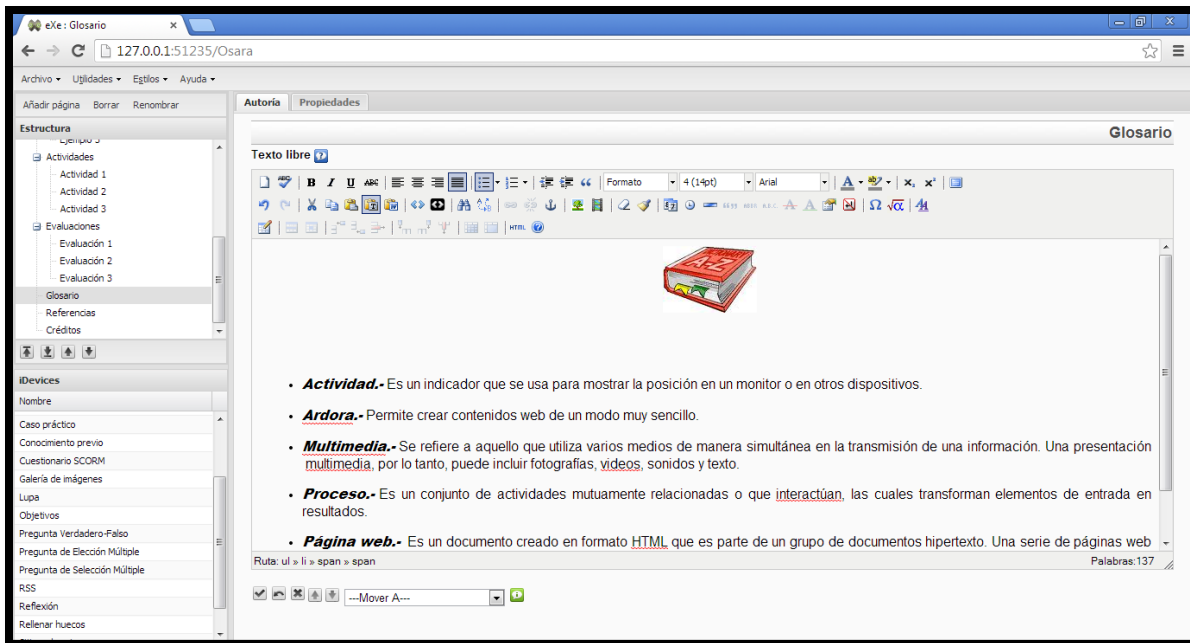 eXe : Glosario
127.0.0.1:51235/Osara
Archivo Utilidades Estilos Ayuda
Añadir página Borrar Renombrar
Autoría Propiedades
Estructura
Glosario
Ejemplo 3
Texto libre
Actividades
Actividad 1
Actividad 2
Actividad 3
Evaluaciones
Evaluación 1
Evaluación 2
Evaluación 3
Glosario
Referencias
Créditos
iDevices
Nombre
Caso práctico
Conocimiento previo
Cuestionario SCORM
Galería de imágenes
Lupa
Objetivos
Pregunta Verdadero-Falso
Pregunta de Elección Múltiple
Pregunta de Selección Múltiple
RSS
Reflexión
Rellenar huecos
B I U ABC Formato 4 (14pt) Arial A
HTML
DICTIONARY
A-Z
• Actividad.- Es un indicador que se usa para mostrar la posición en un monitor o en otros dispositivos.
• Ardora.- Permite crear contenidos web de un modo muy sencillo.
• Multimedia.- Se refiere a aquello que utiliza varios medios de manera simultánea en la transmisión de una información. Una presentación
multimedia, por lo tanto, puede incluir fotografías, videos, sonidos y texto.
• Proceso.- Es un conjunto de actividades mutuamente relacionadas o que interactúan, las cuales transforman elementos de entrada en
resultados.
• Página web.- Es un documento creado en formato HTML que es parte de un grupo de documentos hipertexto. Una serie de páginas web
Ruta: ul » li » span » span Palabras:137
---Mover A---